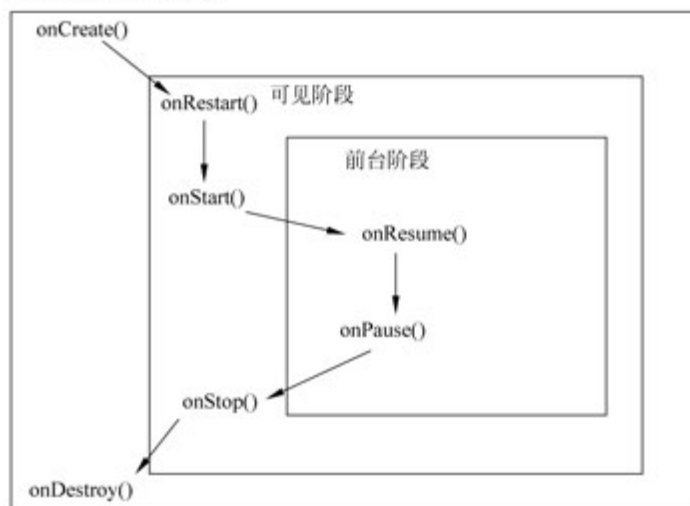 onCreate()
onRestart()
可见阶段
前台阶段
onStart()
onResume()
onPause()
onStop()
onDestroy()